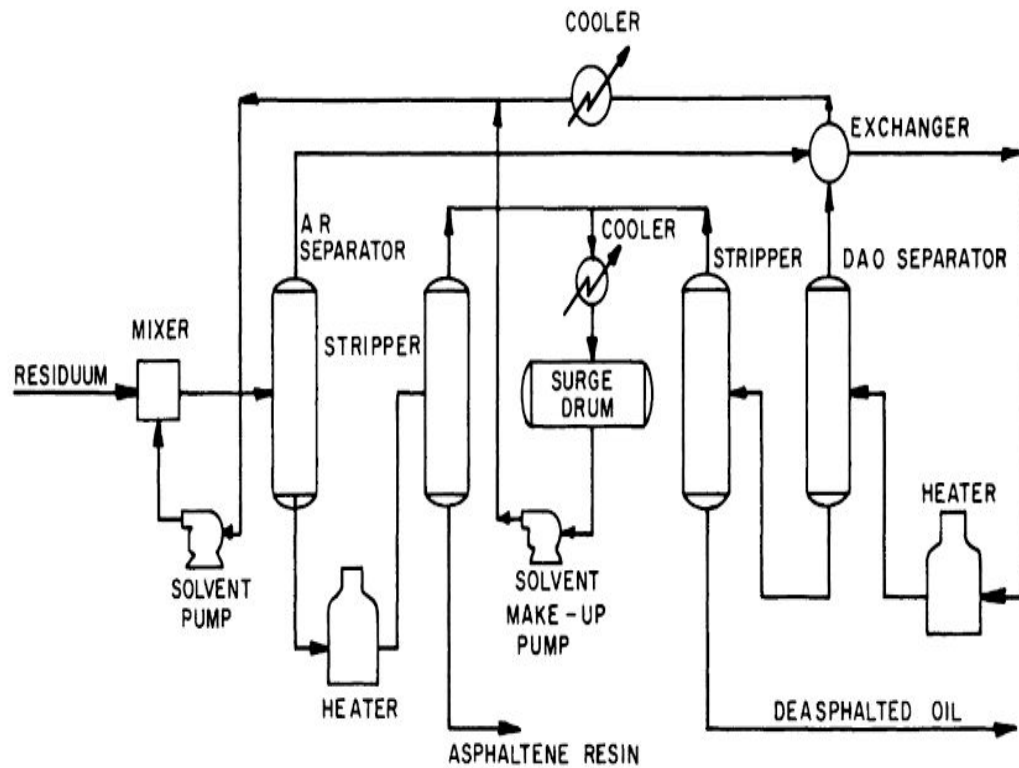 COOLER
EXCHANGER
A R
SEPARATOR
COOLER
STRIPPER
DAO SEPARATOR
MIXER
STRIPPER
RESIDUUM
SURGE
DRUM
HEATER
SOLVENT
PUMP
SOLVENT
MAKE-UP
PUMP
HEATER
DEASPHALTED OIL
ASPHALTENE RESIN